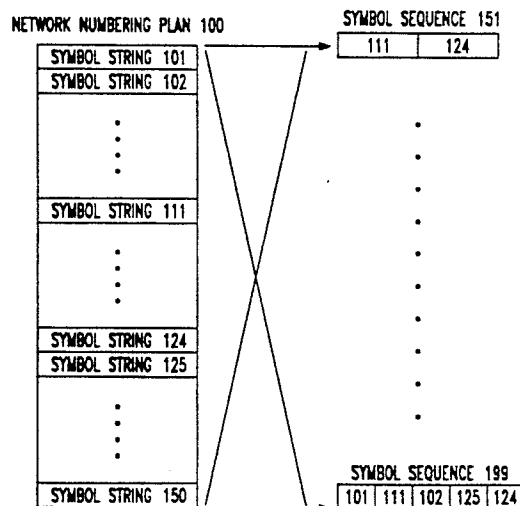 NETWORK NUMBERING PLAN 100
SYMBOL STRING 101
SYMBOL STRING 102
SYMBOL STRING 111
SYMBOL STRING 124
SYMBOL STRING 125
SYMBOL STRING 150
SYMBOL SEQUENCE 151
111 124
SYMBOL SEQUENCE 199
101 111 102 125 124